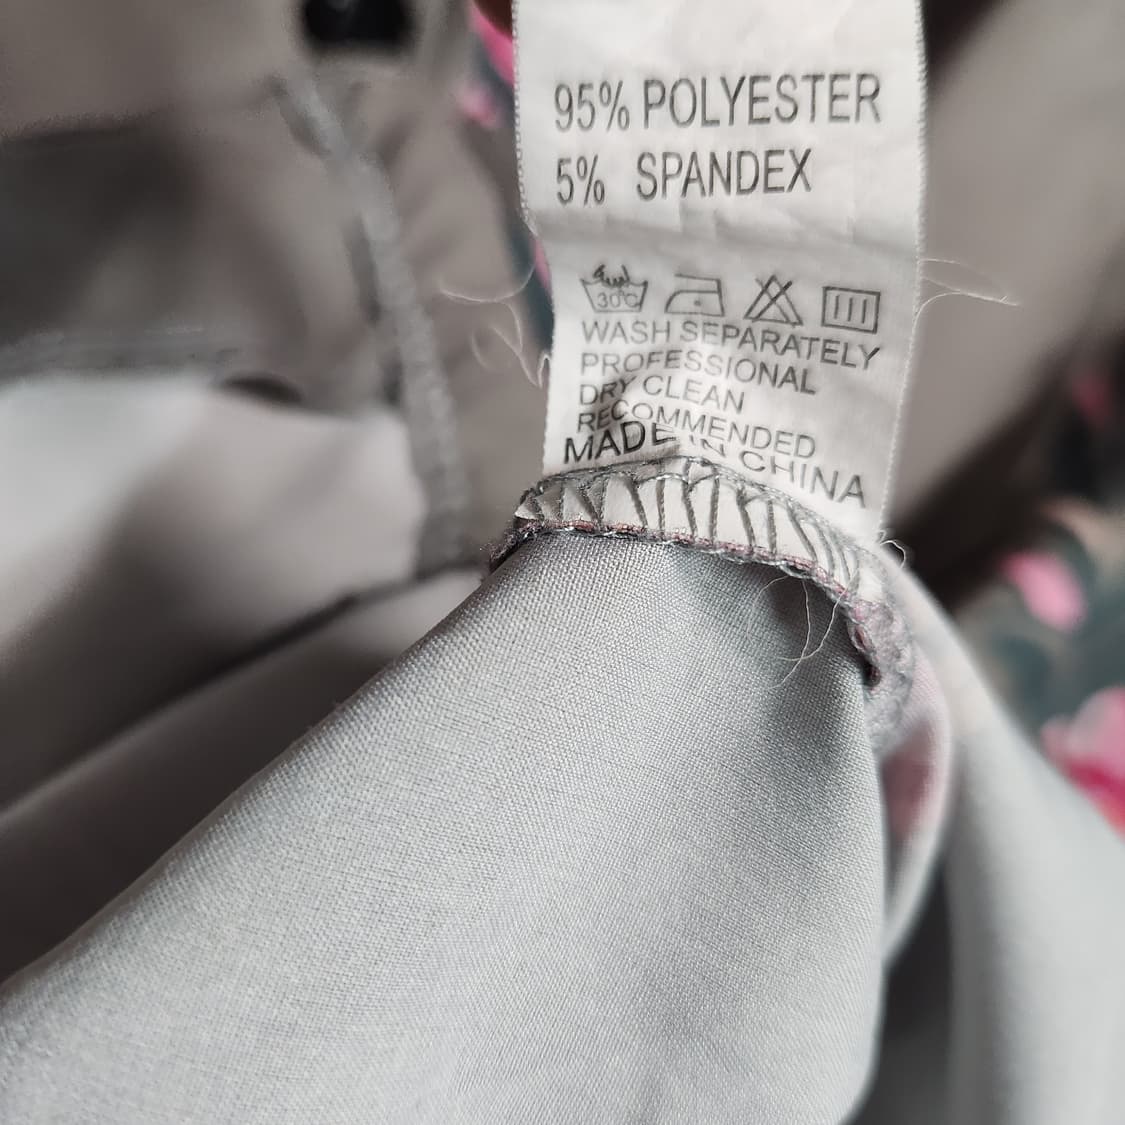 95% POLYESTER
5% SPANDEX
30°C
WASH SEPARATELY
PROFESSIONAL
DRY CLEAN
RECOMMENDED
MADE IN CHINA